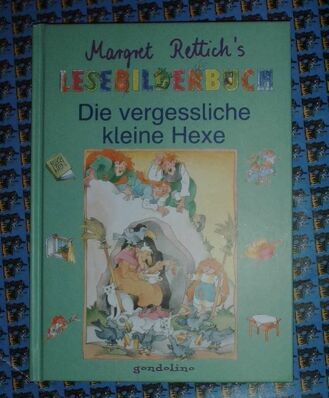 Margret Rettich's
LESEBILDERBUCH
Die vergessliche
kleine Hexe
gondolino